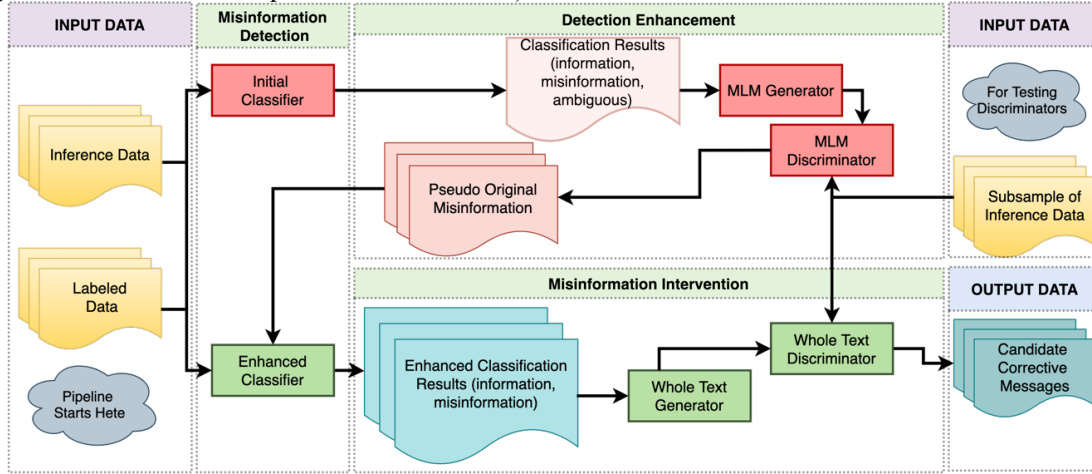 INPUT DATA
Misinformation
Detection
Detection Enhancement
INPUT DATA
Initial
Classifier
Classification Results
(information,
misinformation,
ambiguous)
MLM Generator
For Testing
Discriminators
MLM
Discriminator
Inference Data
Pseudo Original
Misinformation
Subsample of
Inference Data
Labeled
Data
Misinformation Intervention
OUTPUT DATA
Enhanced
Classifier
Enhanced Classification
Results (information,
misinformation)
Whole Text
Generator
Whole Text
Discriminator
Candidate
Corrective
Messages
Pipeline
Starts Hete